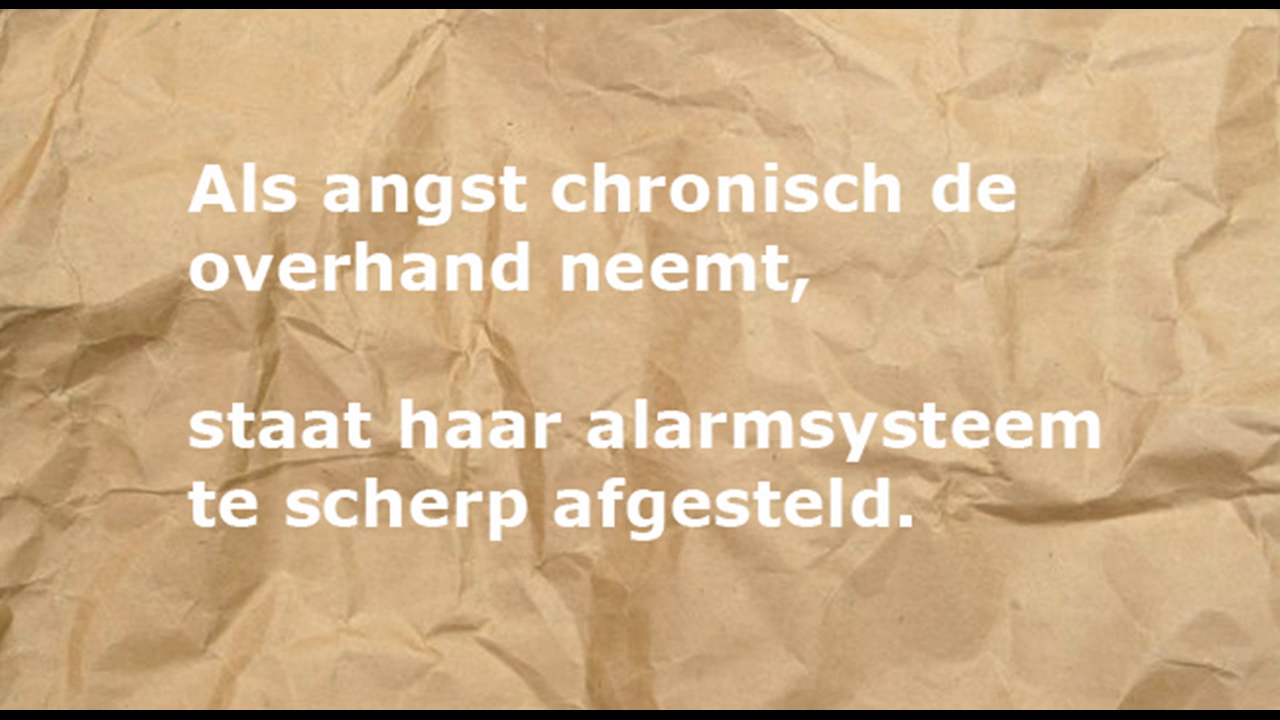 Als angst chronisch de
overhand neemt,
staat haar alarmsysteem
te scherp afgesteld.